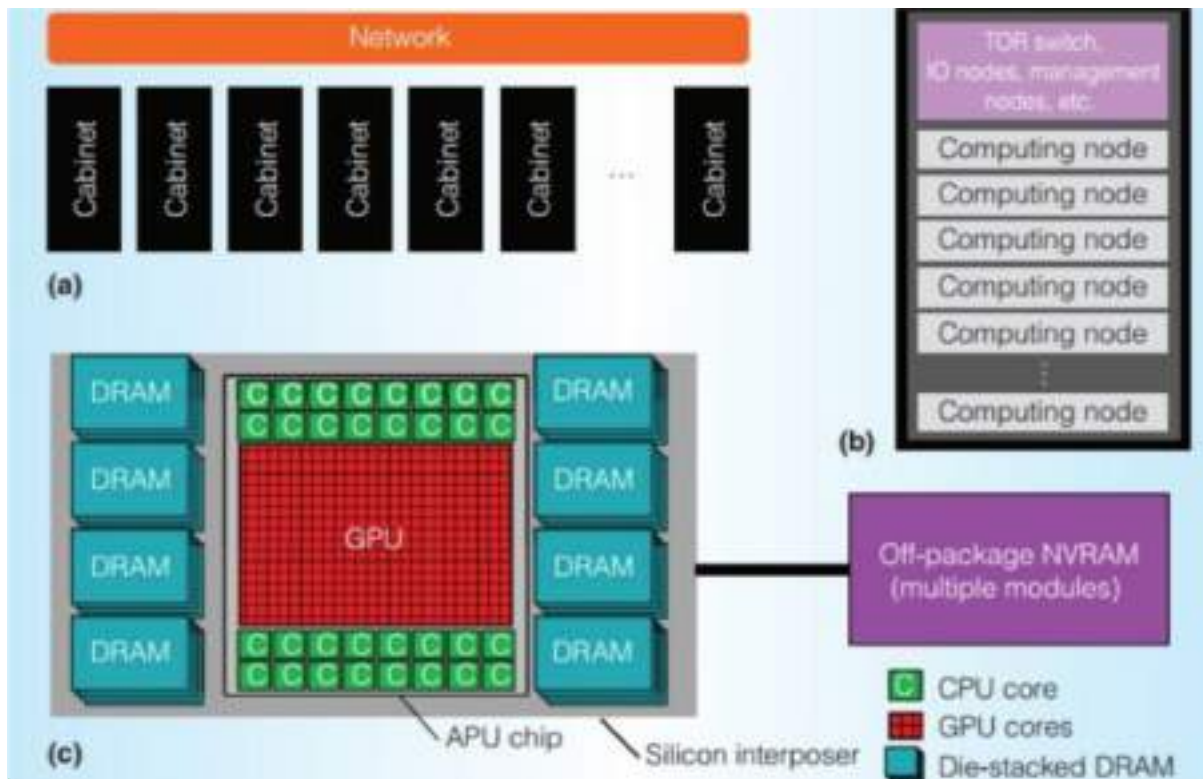 Network
Cabinet
Cabinet
Cabinet
Cabinet
Cabinet
Cabinet
...
Cabinet
(a)
TOR switch,
IO nodes, management
nodes, etc.
Computing node
Computing node
Computing node
Computing node
Computing node
...
Computing node
(b)
DRAM
DRAM
DRAM
DRAM
C C C C C C C C
C C C C C C C C
GPU
C C C C C C C C
C C C C C C C C
DRAM
DRAM
DRAM
DRAM
APU chip
Silicon interposer
(c)
Off-package NVRAM
(multiple modules)
C CPU core
GPU cores
Die-stacked DRAM